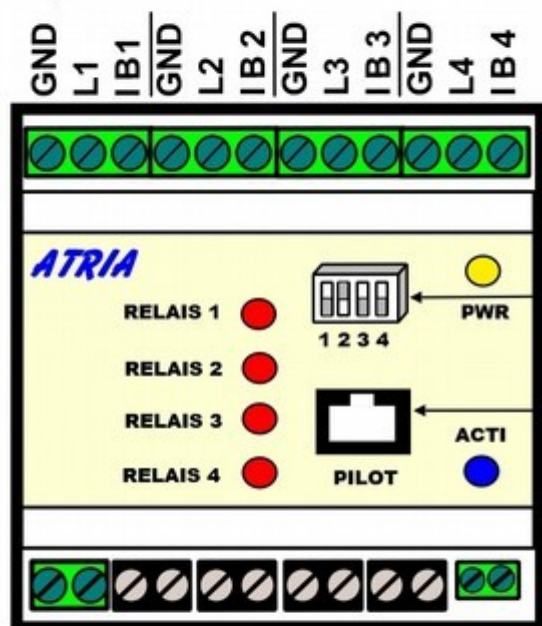 GND L1 IB1 GND L2 IB2 GND L3 IB3 GND L4 IB4
ATRIA
RELAIS 1
PWR
1 2 3 4
RELAIS 2
RELAIS 3
ACTI
RELAIS 4
PILOT